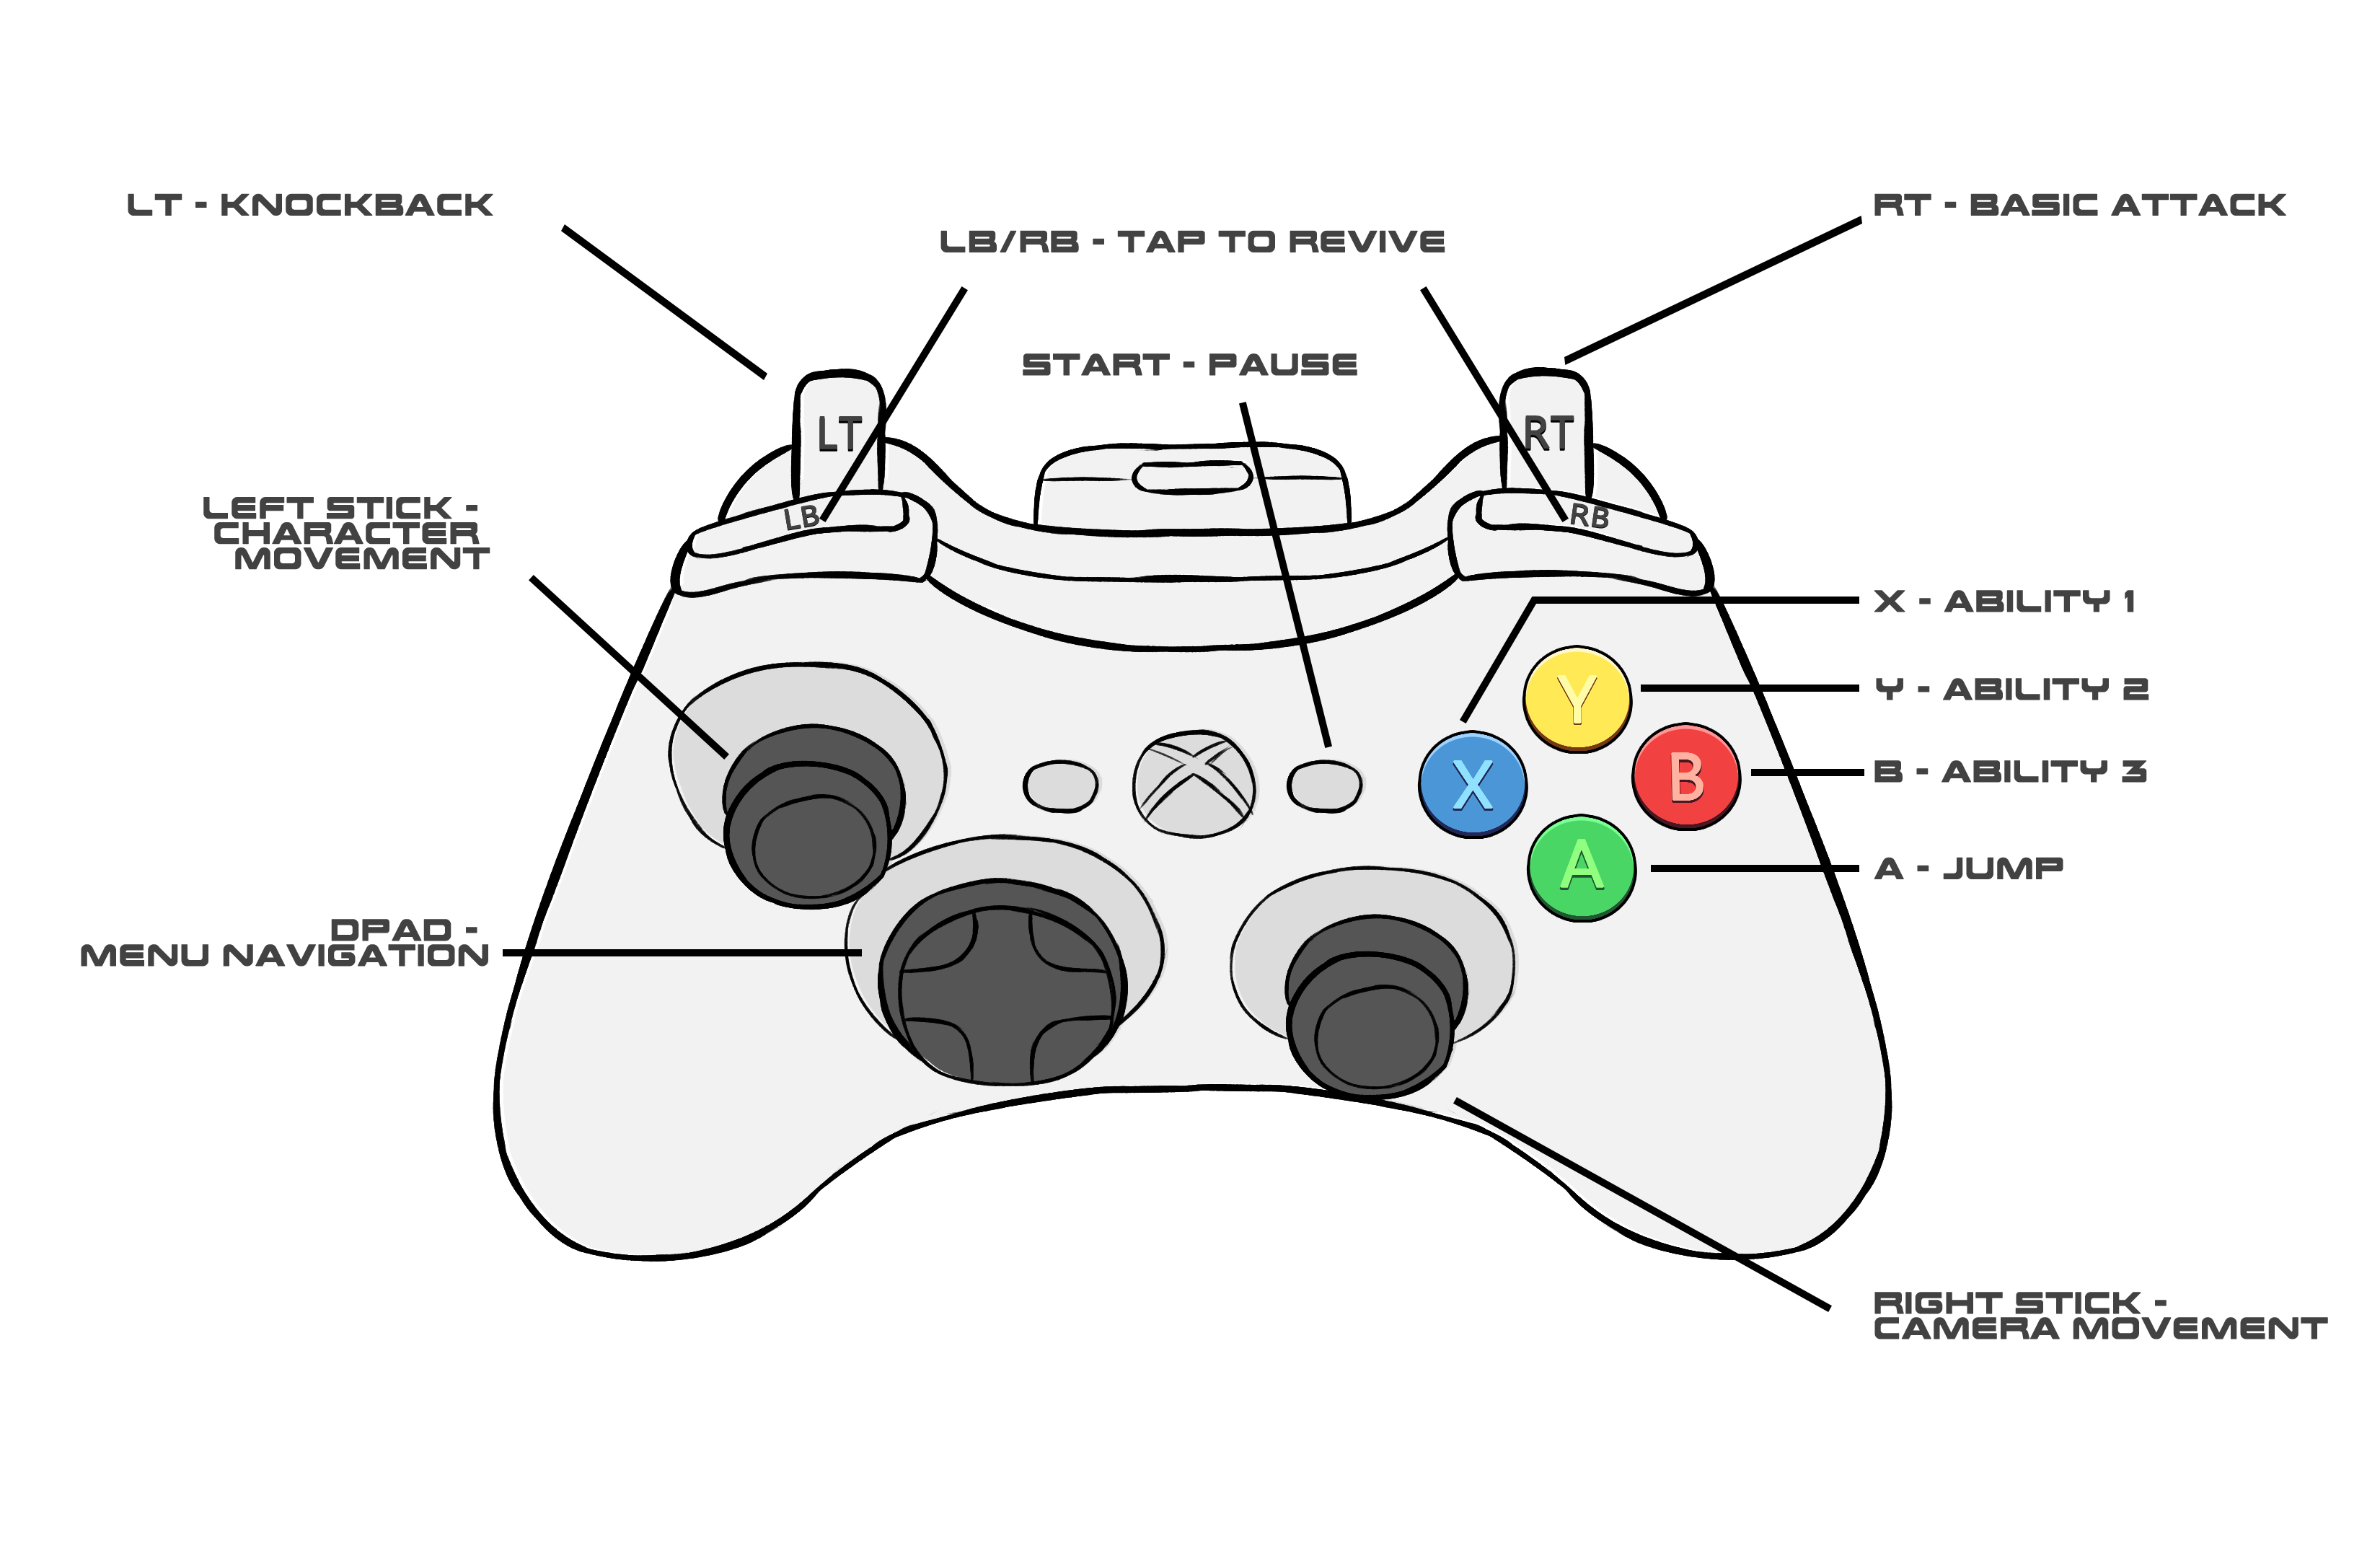 LT - KNOCKBACK
RT - BASIC ATTACK
LB/RB - TAP TO REVIVE
START - PAUSE
LT
RT
LEFT STICK -
CHARACTER
MOVEMENT
LB
RB
X - ABILITY 1
Y - ABILITY 2
B - ABILITY 3
A - JUMP
Y
X
B
A
DPAD -
MENU NAVIGATION
RIGHT STICK -
CAMERA MOVEMENT